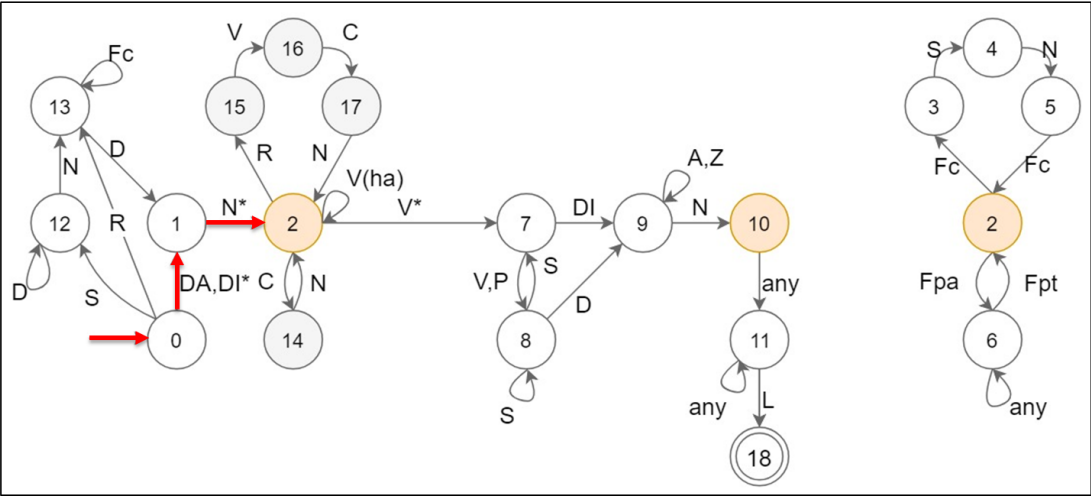 V
16
C
S
4
N
Fc
13
15
17
3
5
D
R
N
V(ha)
Fc
Fc
N
A,Z
12
R
1
N*
2
V*
7
DI
9
N
10
2
D
S
DA,DI*
C
N
V,P
S
D
any
Fpa
Fpt
0
14
8
11
6
S
any
L
any
18